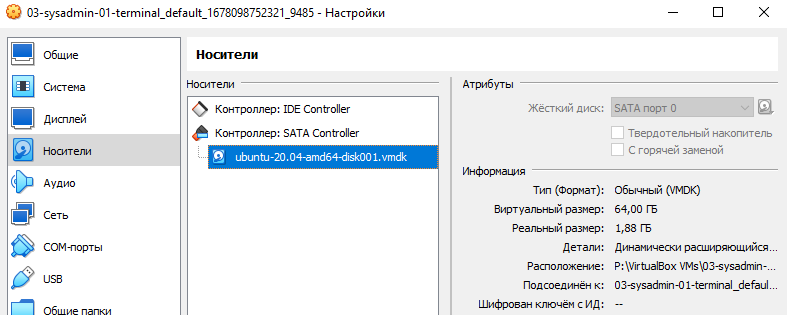 03-sysadmin-01-terminal_default_1678098752321_9485 - Настройки
Общие
Система
Дисплей
Носители
Аудио
Сеть
COM-порты
USB
Общие папки
Носители
Носители
Контроллер: IDE Controller
Контроллер: SATA Controller
ubuntu-20.04-amd64-disk001.vmdk
Атрибуты
Жёсткий диск: SATA порт 0
Твердотельный накопитель
С горячей заменой
Информация
Тип (Формат): Обычный (VMDK)
Виртуальный размер: 64,00 ГБ
Реальный размер: 1,88 ГБ
Детали: Динамически расширяющийся...
Расположение: P:\VirtualBox VMs\03-sysadmin-...
Подсоединён к: 03-sysadmin-01-terminal_defau...
Шифрован ключём с ИД: --